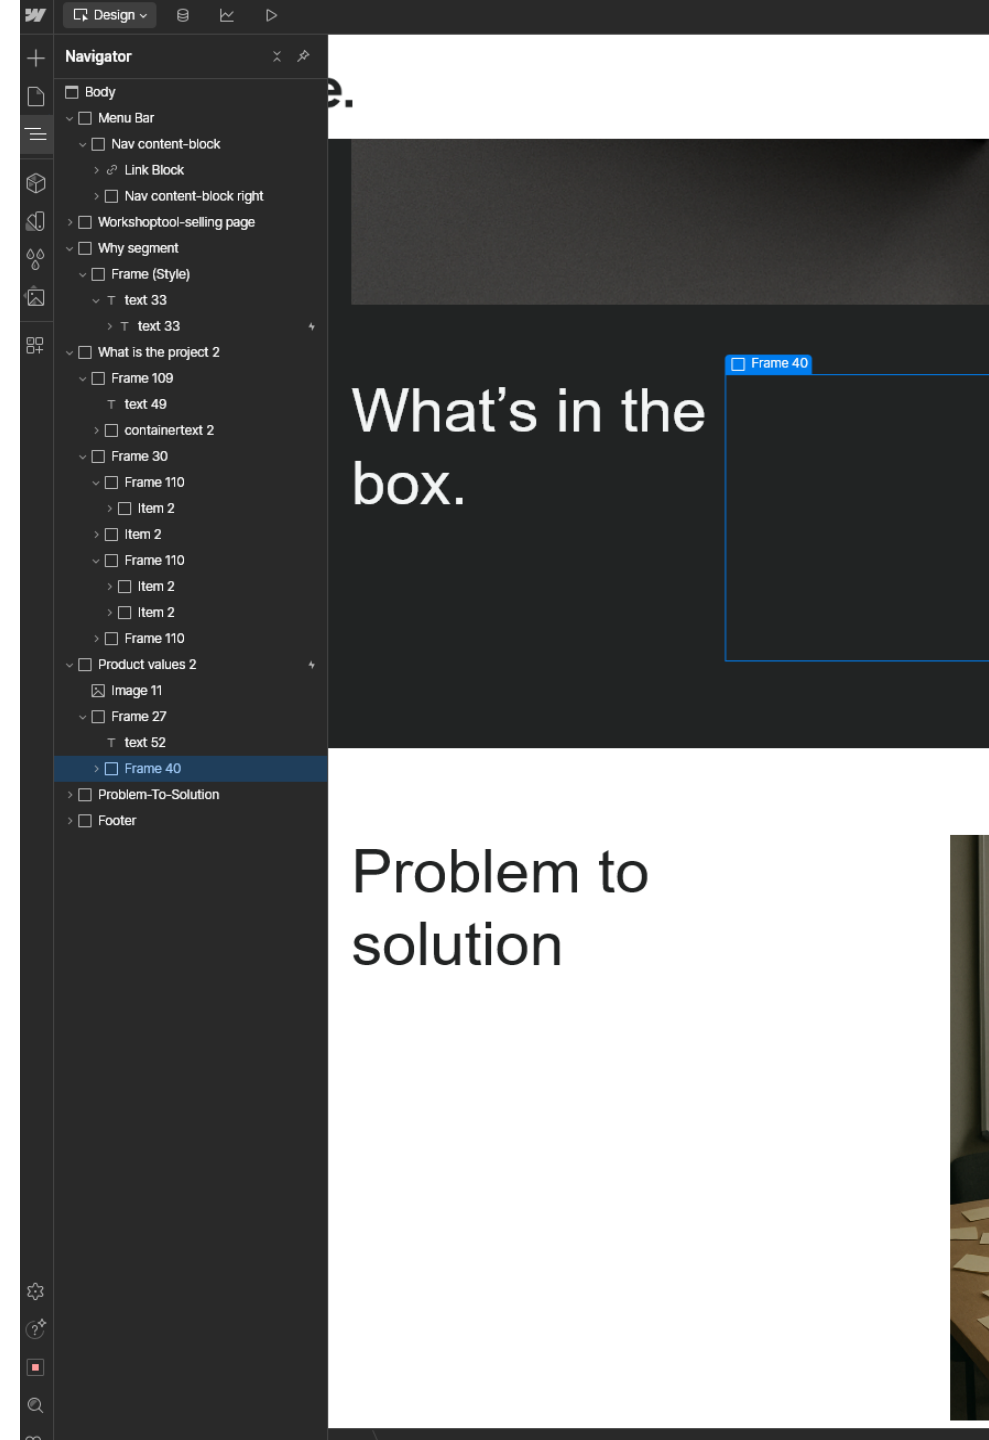 Design
Navigator
Body
Menu Bar
Nav content-block
Link Block
Nav content-block right
Workshoptool-selling page
Why segment
Frame (Style)
text 33
text 33
What is the project 2
Frame 109
text 49
containertext 2
Frame 30
Frame 110
Item 2
Item 2
Frame 110
Item 2
Item 2
Frame 110
Product values 2
Image 11
Frame 27
text 52
Frame 40
Problem-To-Solution
Footer
e.
Frame 40
What’s in the
box.
Problem to
solution